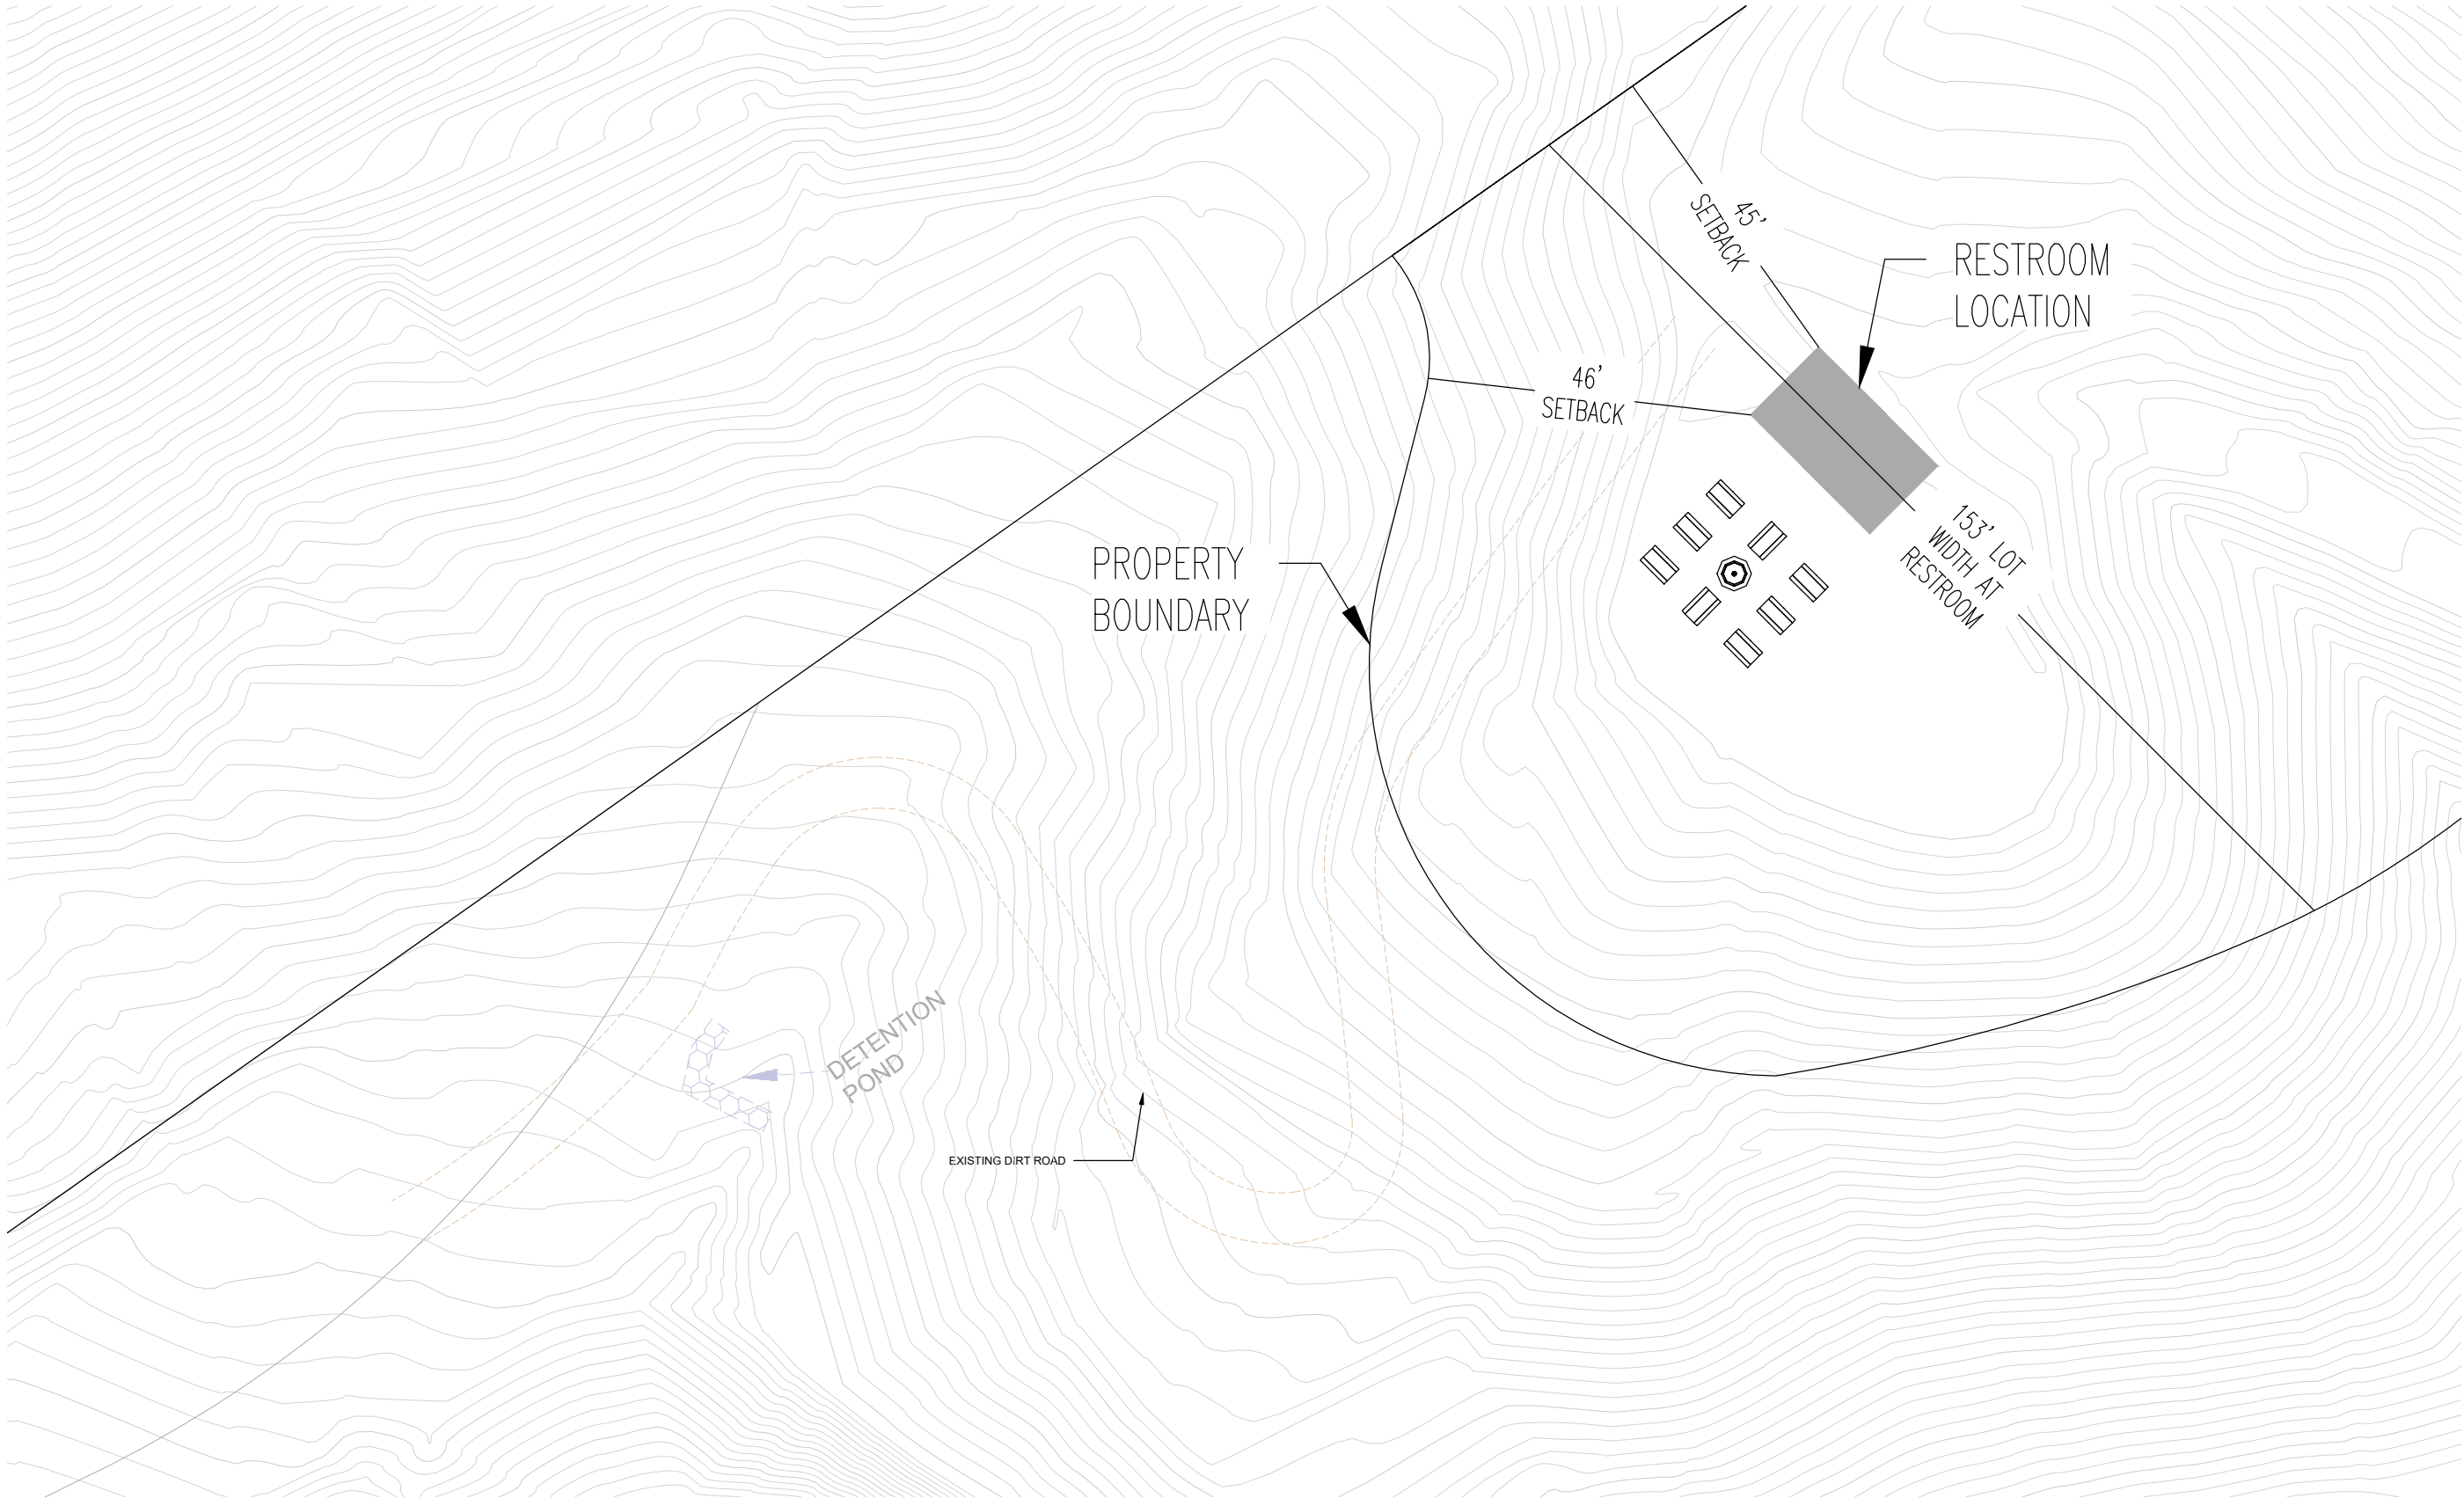 45'
SETBACK
RESTROOM
LOCATION
46'
SETBACK
153' LOT
WIDTH AT
RESTROOM
PROPERTY
BOUNDARY
DETENTION
POND
EXISTING DIRT ROAD